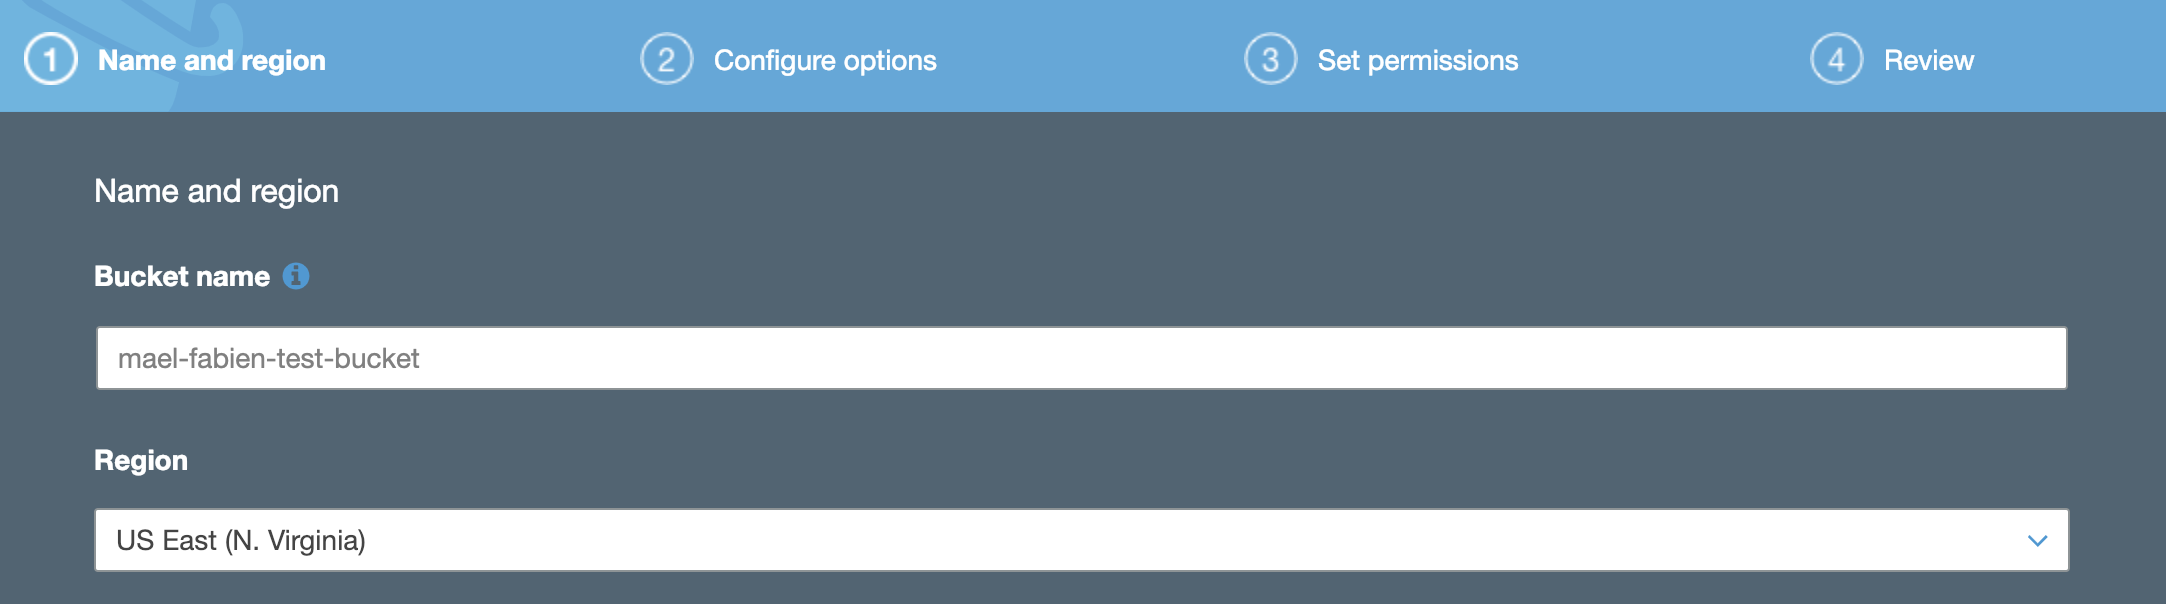 1 Name and region
2 Configure options
3 Set permissions
4 Review
Name and region
Bucket name
mael-fabien-test-bucket
Region
US East (N. Virginia)